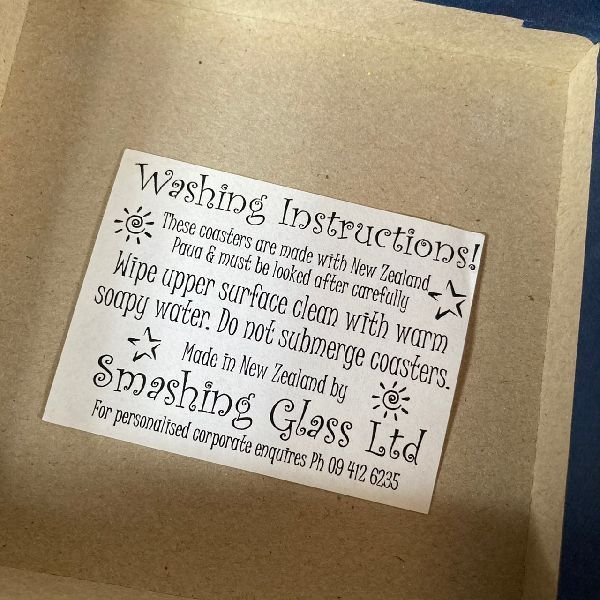 Washing Instructions!
These coasters are made with New Zealand
Paua & must be looked after carefully
Wipe upper surface clean with warm
soapy water. Do not submerge coasters.
Made in New Zealand by
Smashing Glass Ltd
For personalised corporate enquires Ph 09 412 6235